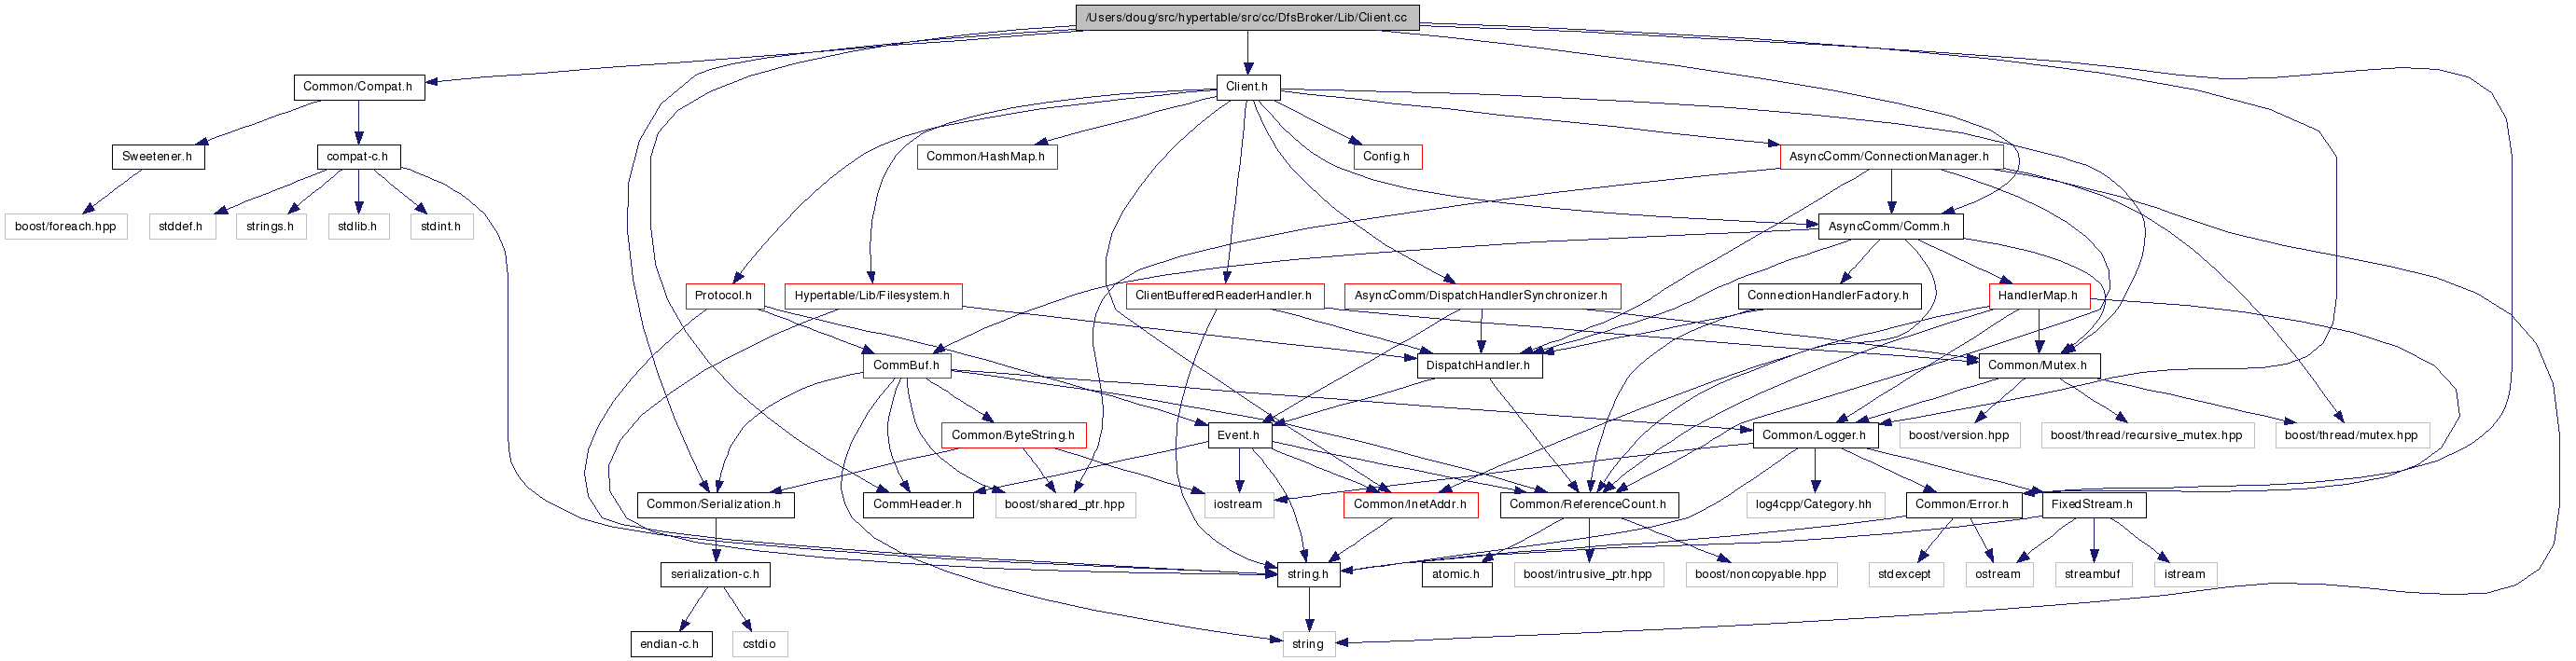 /Users/doug/src/hypertable/src/cc/DfsBroker/Lib/Client.cc
Common/Compat.h
Client.h
Sweetener.h
compat-c.h
Common/HashMap.h
Config.h
AsyncComm/ConnectionManager.h
boost/foreach.hpp
stddef.h
strings.h
stdlib.h
stdint.h
AsyncComm/Comm.h
Protocol.h
Hypertable/Lib/Filesystem.h
ClientBufferedReaderHandler.h
AsyncComm/DispatchHandlerSynchronizer.h
ConnectionHandlerFactory.h
HandlerMap.h
CommBuf.h
DispatchHandler.h
Common/Mutex.h
Common/ByteString.h
Event.h
Common/Logger.h
boost/version.hpp
boost/thread/recursive_mutex.hpp
boost/thread/mutex.hpp
Common/Serialization.h
CommHeader.h
boost/shared_ptr.hpp
iostream
Common/InetAddr.h
Common/ReferenceCount.h
log4cpp/Category.hh
Common/Error.h
FixedStream.h
serialization-c.h
string.h
atomic.h
boost/intrusive_ptr.hpp
boost/noncopyable.hpp
stdexcept
ostream
streambuf
istream
endian-c.h
cstdio
string